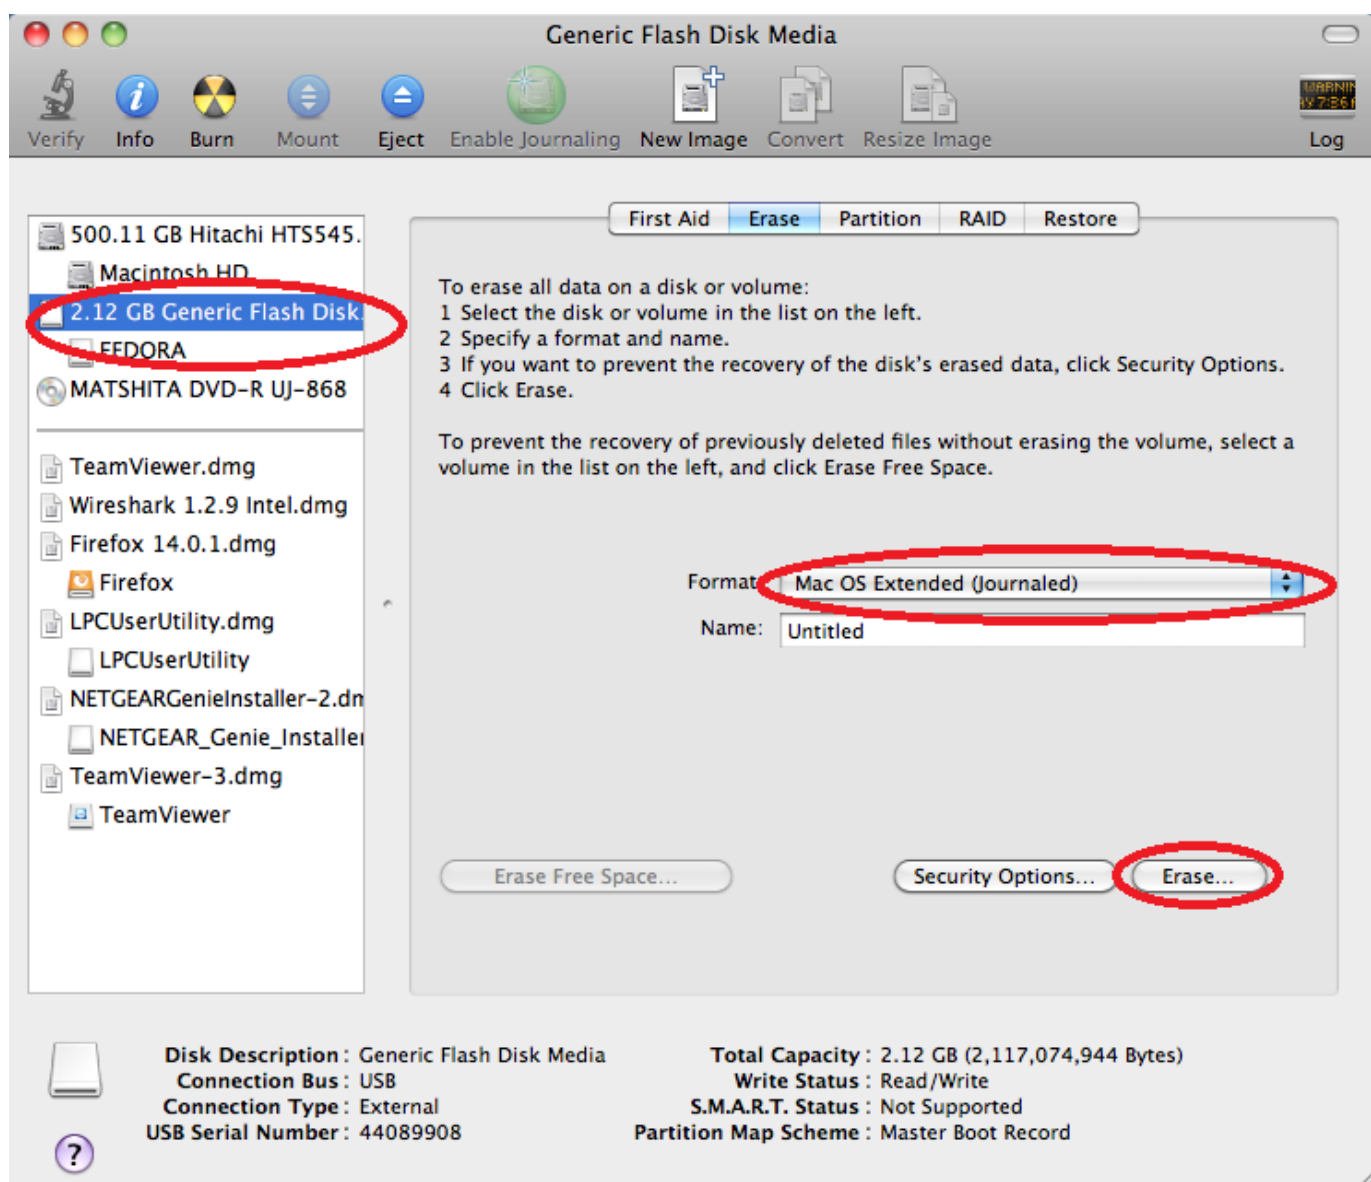 Generic Flash Disk Media
Verify Info Burn Mount Eject Enable Journaling New Image Convert Resize Image Log
First Aid Erase Partition RAID Restore
500.11 GB Hitachi HTS545.
Macintosh HD
2.12 GB Generic Flash Disk
FEDORA
MATSHITA DVD-R UJ-868
TeamViewer.dmg
Wireshark 1.2.9 Intel.dmg
Firefox 14.0.1.dmg
Firefox
LPCUserUtility.dmg
LPCUserUtility
NETGEARGenieInstaller-2.dm
NETGEAR_Genie_Installer
TeamViewer-3.dmg
TeamViewer
To erase all data on a disk or volume:
1 Select the disk or volume in the list on the left.
2 Specify a format and name.
3 If you want to prevent the recovery of the disk's erased data, click Security Options.
4 Click Erase.
To prevent the recovery of previously deleted files without erasing the volume, select a
volume in the list on the left, and click Erase Free Space.
Format: Mac OS Extended (Journaled)
Name: Untitled
Erase Free Space... Security Options... Erase...
Disk Description : Generic Flash Disk Media
Connection Bus : USB
Connection Type : External
USB Serial Number : 44089908
Total Capacity : 2.12 GB (2,117,074,944 Bytes)
Write Status : Read/Write
S.M.A.R.T. Status : Not Supported
Partition Map Scheme : Master Boot Record
?